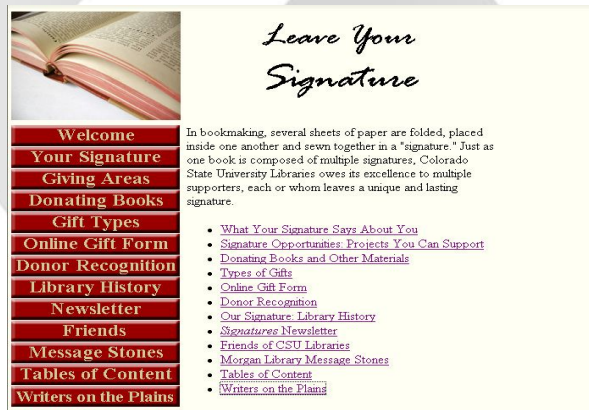 Leave Your
Signature
Welcome
Your Signature
Giving Areas
Donating Books
Gift Types
Online Gift Form
Donor Recognition
Library History
Newsletter
Friends
Message Stones
Tables of Content
Writers on the Plains
In bookmaking, several sheets of paper are folded, placed
inside one another and sewn together in a "signature." Just as
one book is composed of multiple signatures, Colorado
State University Libraries owes its excellence to multiple
supporters, each or whom leaves a unique and lasting
signature.
What Your Signature Says About You
Signature Opportunities: Projects You Can Support
Donating Books and Other Materials
Types of Gifts
Online Gift Form
Donor Recognition
Our Signature: Library History
Signatures Newsletter
Friends of CSU Libraries
Morgan Library Message Stones
Tables of Content
Writers on the Plains